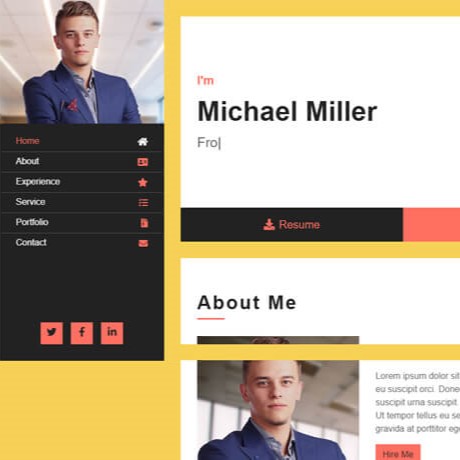 Home
About
Experience
Service
Portfolio
Contact
I'm
Michael Miller
Fro|
Resume
About Me
Lorem ipsum dolor sit
eu suscipit orci. Done
suscipit urna suscipit
Ut tempor tellus eu se
gravida at porttitor eg
Hire Me